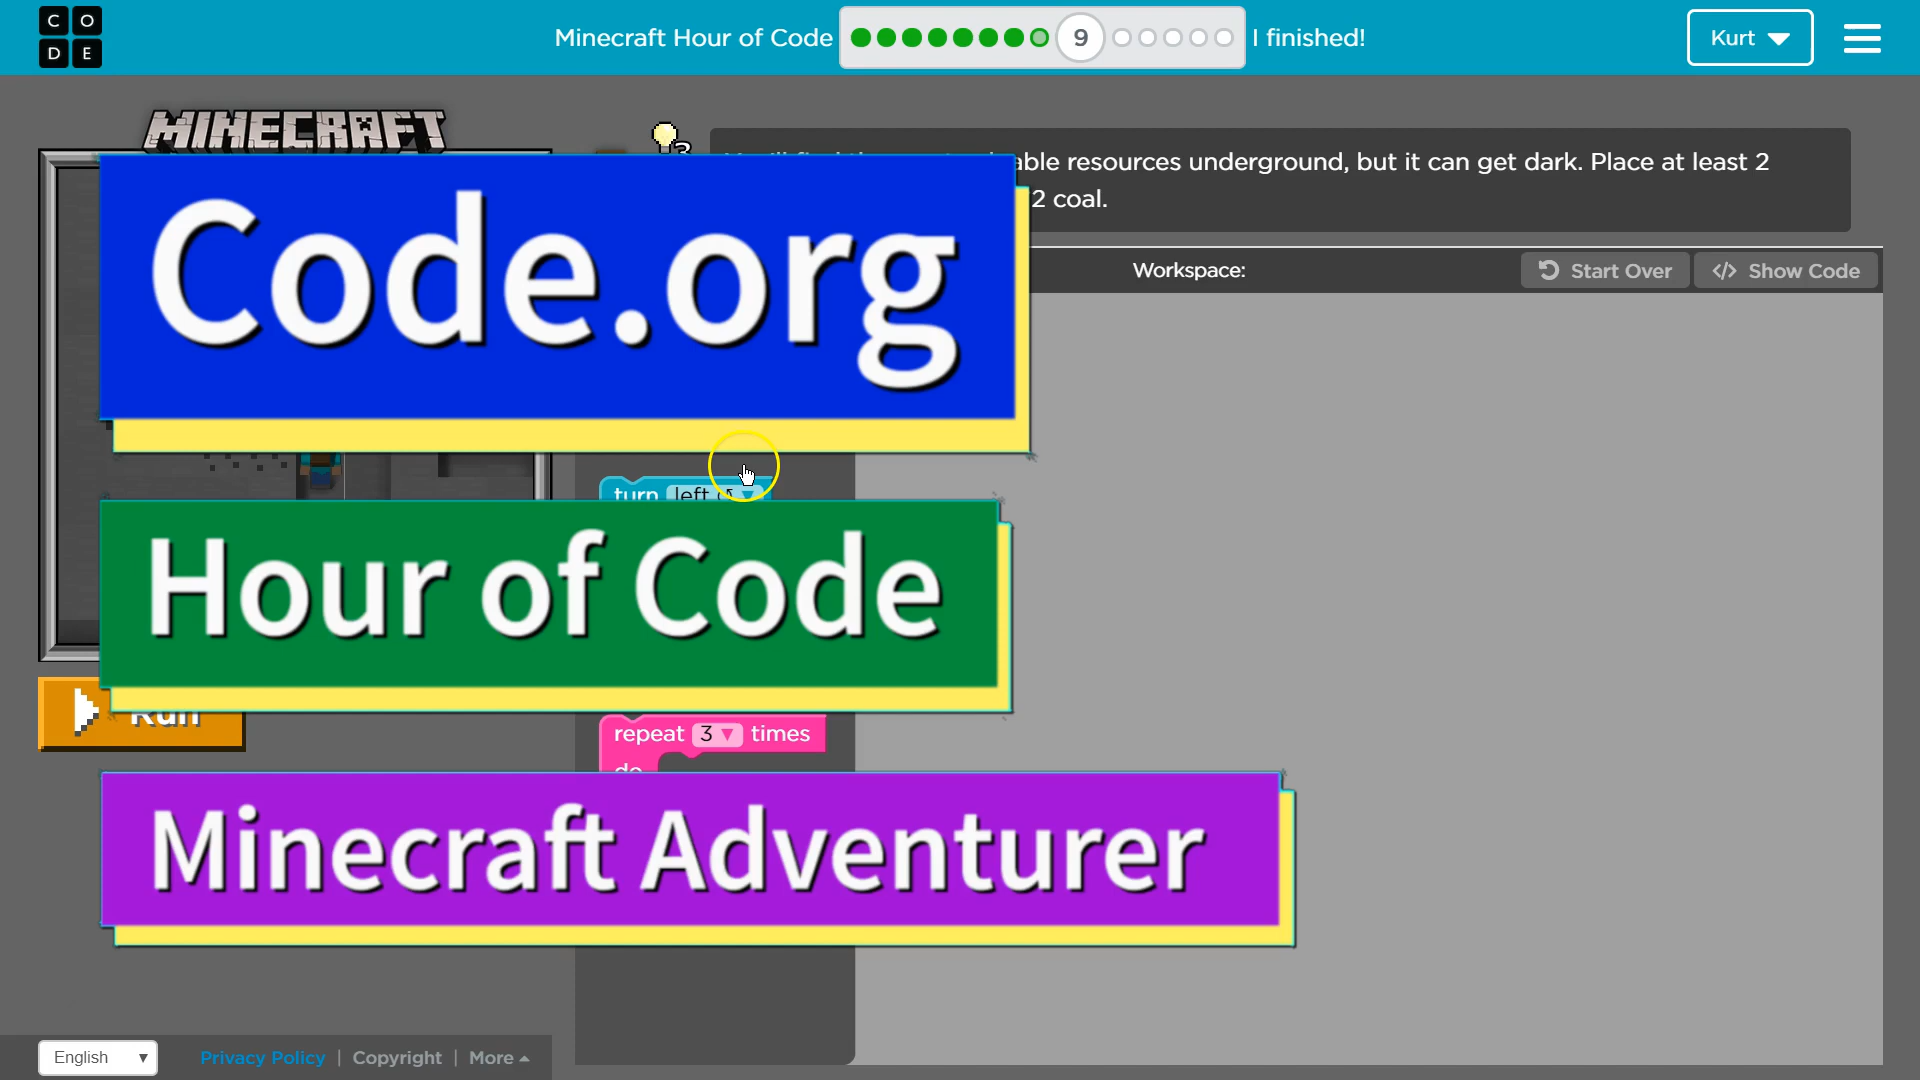 C O
D E
Minecraft Hour of Code
9
I finished!
Kurt
MINECRAFT
able resources underground, but it can get dark. Place at least 2
2 coal.
Workspace:
Start Over
Show Code
Code.org
turn left
Hour of Code
Run
repeat 3 times
do
Minecraft Adventurer
English
Privacy Policy | Copyright | More